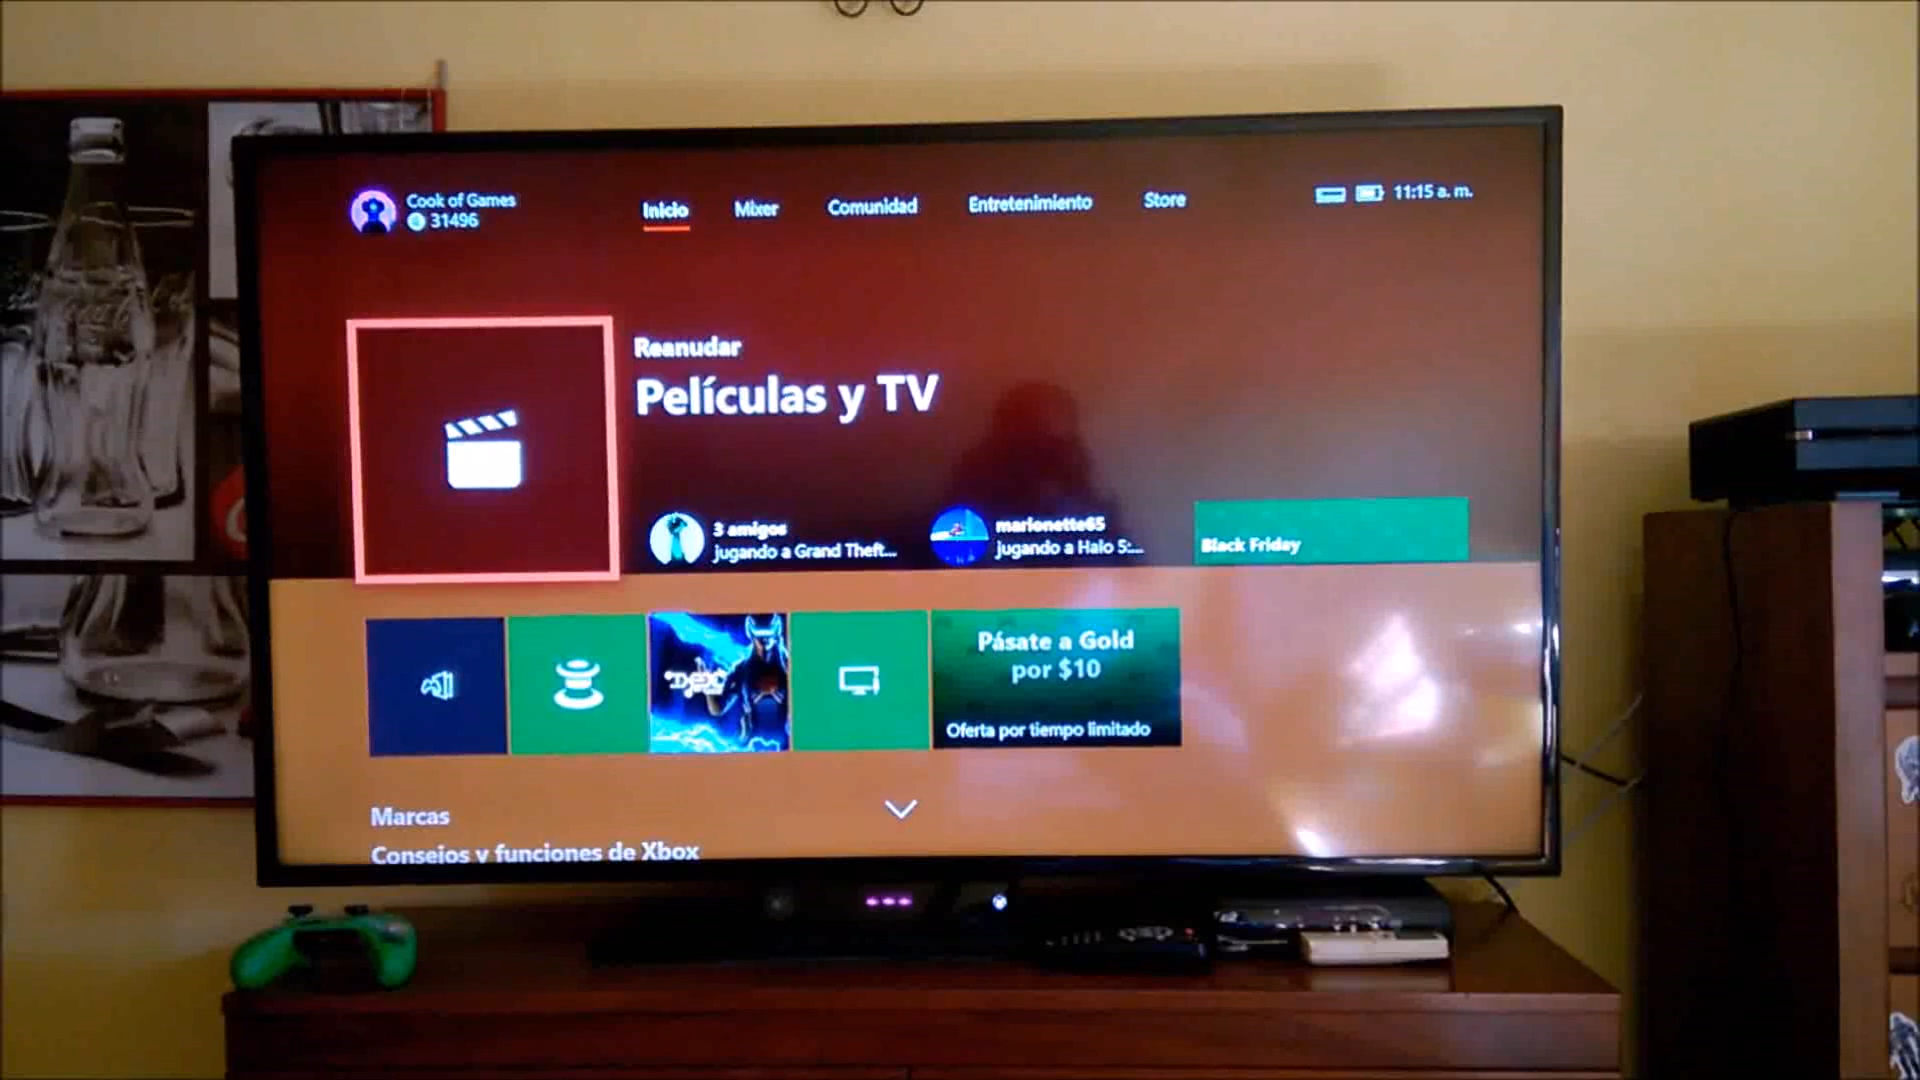 Cook of Games
31496
Inicio
Mixer
Comunidad
Entretenimiento
Store
11:15 a. m.
Reanudar
Películas y TV
3 amigos
jugando a Grand Theft...
marionette65
jugando a Halo 5:...
Black Friday
Pásate a Gold
por $10
Oferta por tiempo limitado
Marcas
Consejos y funciones de Xbox